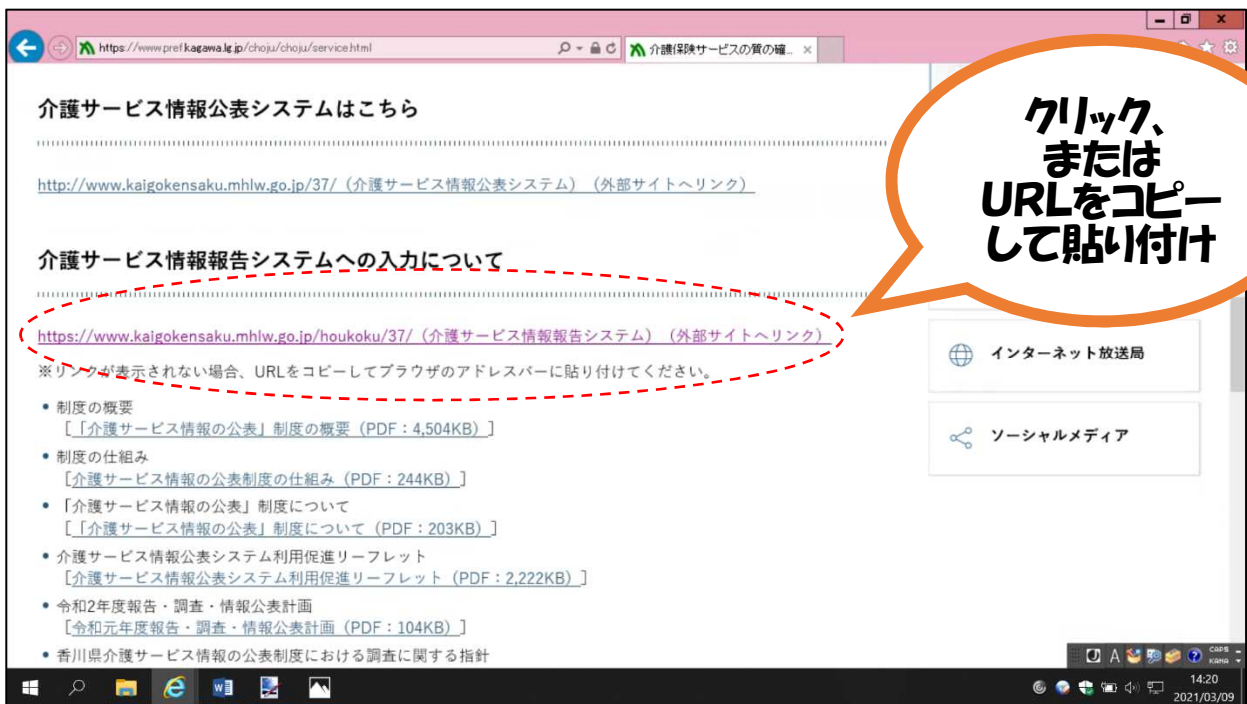 https://www.pref.kagawa.lg.jp/choju/choju/service.html
介護保険サービスの質の確...
介護サービス情報公表システムはこちら
http://www.kaigokensaku.mhlw.go.jp/37/（介護サービス情報公表システム）（外部サイトへリンク）
介護サービス情報報告システムへの入力について
https://www.kaigokensaku.mhlw.go.jp/houkoku/37/（介護サービス情報報告システム）（外部サイトへリンク）
※リンクが表示されない場合、URLをコピーしてブラウザのアドレスバーに貼り付けてください。
• 制度の概要
［「介護サービス情報の公表」制度の概要（PDF：4,504KB）］
• 制度の仕組み
［介護サービス情報の公表制度の仕組み（PDF：244KB）］
• 「介護サービス情報の公表」制度について
［「介護サービス情報の公表」制度について（PDF：203KB）］
• 介護サービス情報公表システム利用促進リーフレット
［介護サービス情報公表システム利用促進リーフレット（PDF：2,222KB）］
• 令和2年度報告・調査・情報公表計画
［令和元年度報告・調査・情報公表計画（PDF：104KB）］
• 香川県介護サービス情報の公表制度における調査に関する指針
クリック、
または
URLをコピー
して貼り付け
インターネット放送局
ソーシャルメディア
A
CAPS
KANA
14:20
2021/03/09